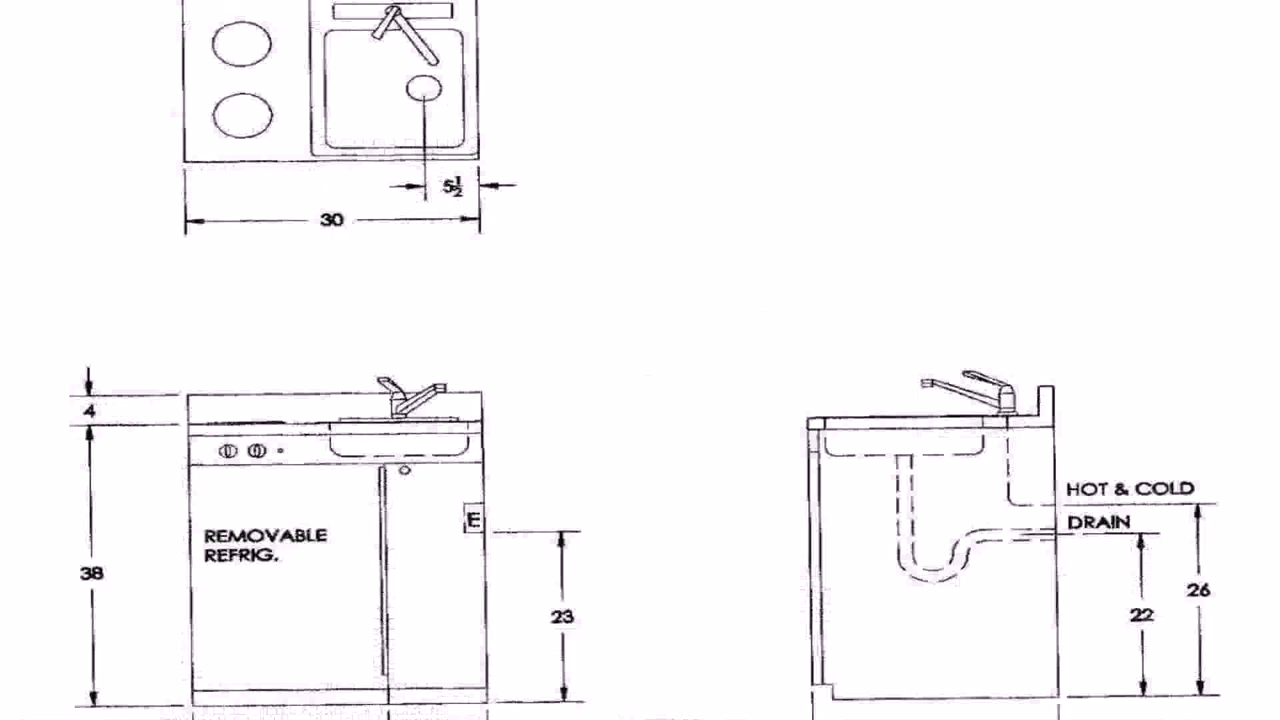 5½
30
4
38
REMOVABLE
REFRIG.
E
23
HOT & COLD
DRAIN
26
22